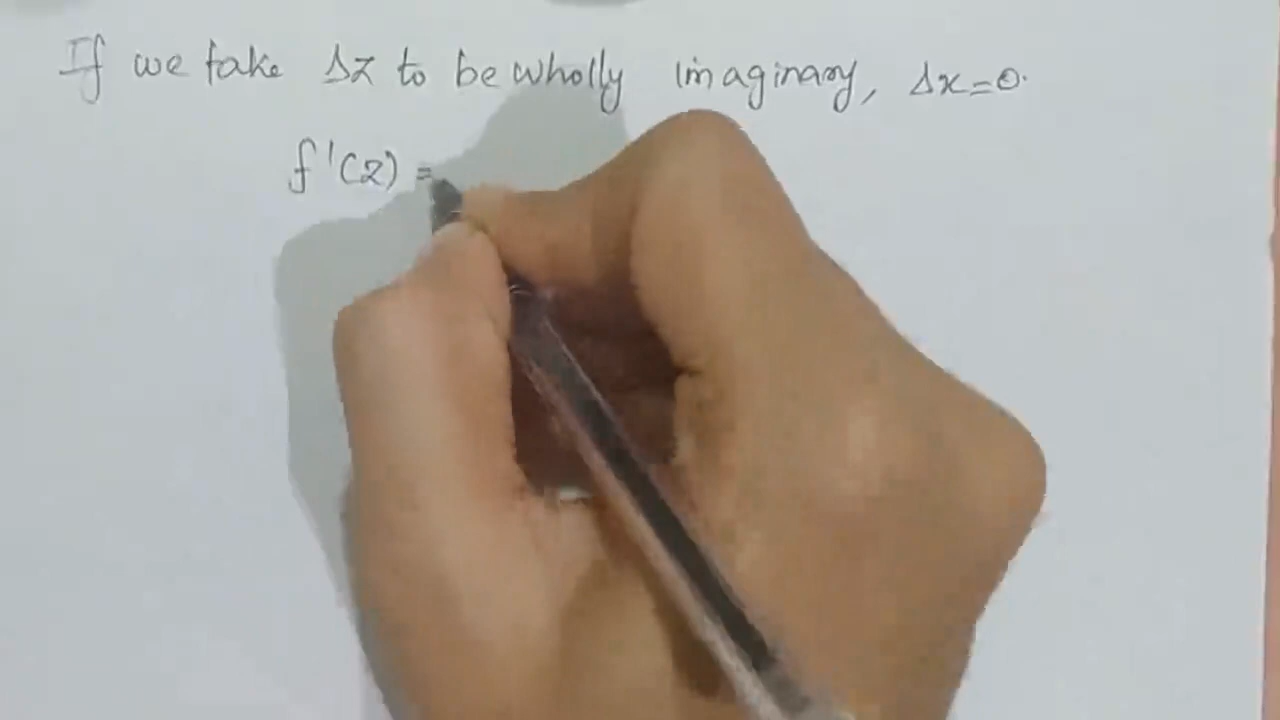 If we take Δz to be wholly imaginary, Δx=0.
f'(z) =